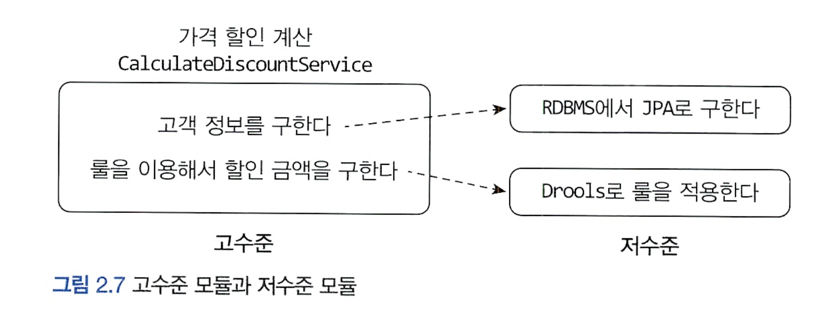 가격 할인 계산
CalculateDiscountService
고객 정보를 구한다
룰을 이용해서 할인 금액을 구한다
고수준
RDBMS에서 JPA로 구한다
Drools로 룰을 적용한다
저수준
그림 2.7 고수준 모듈과 저수준 모듈